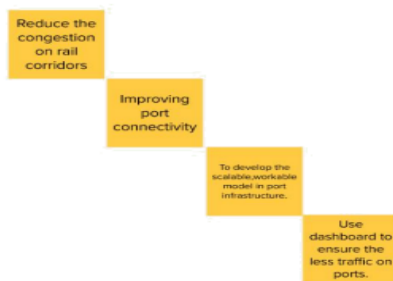 Reduce the
congestion
on rail
corridors
Improving
port
connectivity
To develop the
scalable,workable
model in port
infrastructure.
Use
dashboard to
ensure the
less traffic on
ports.